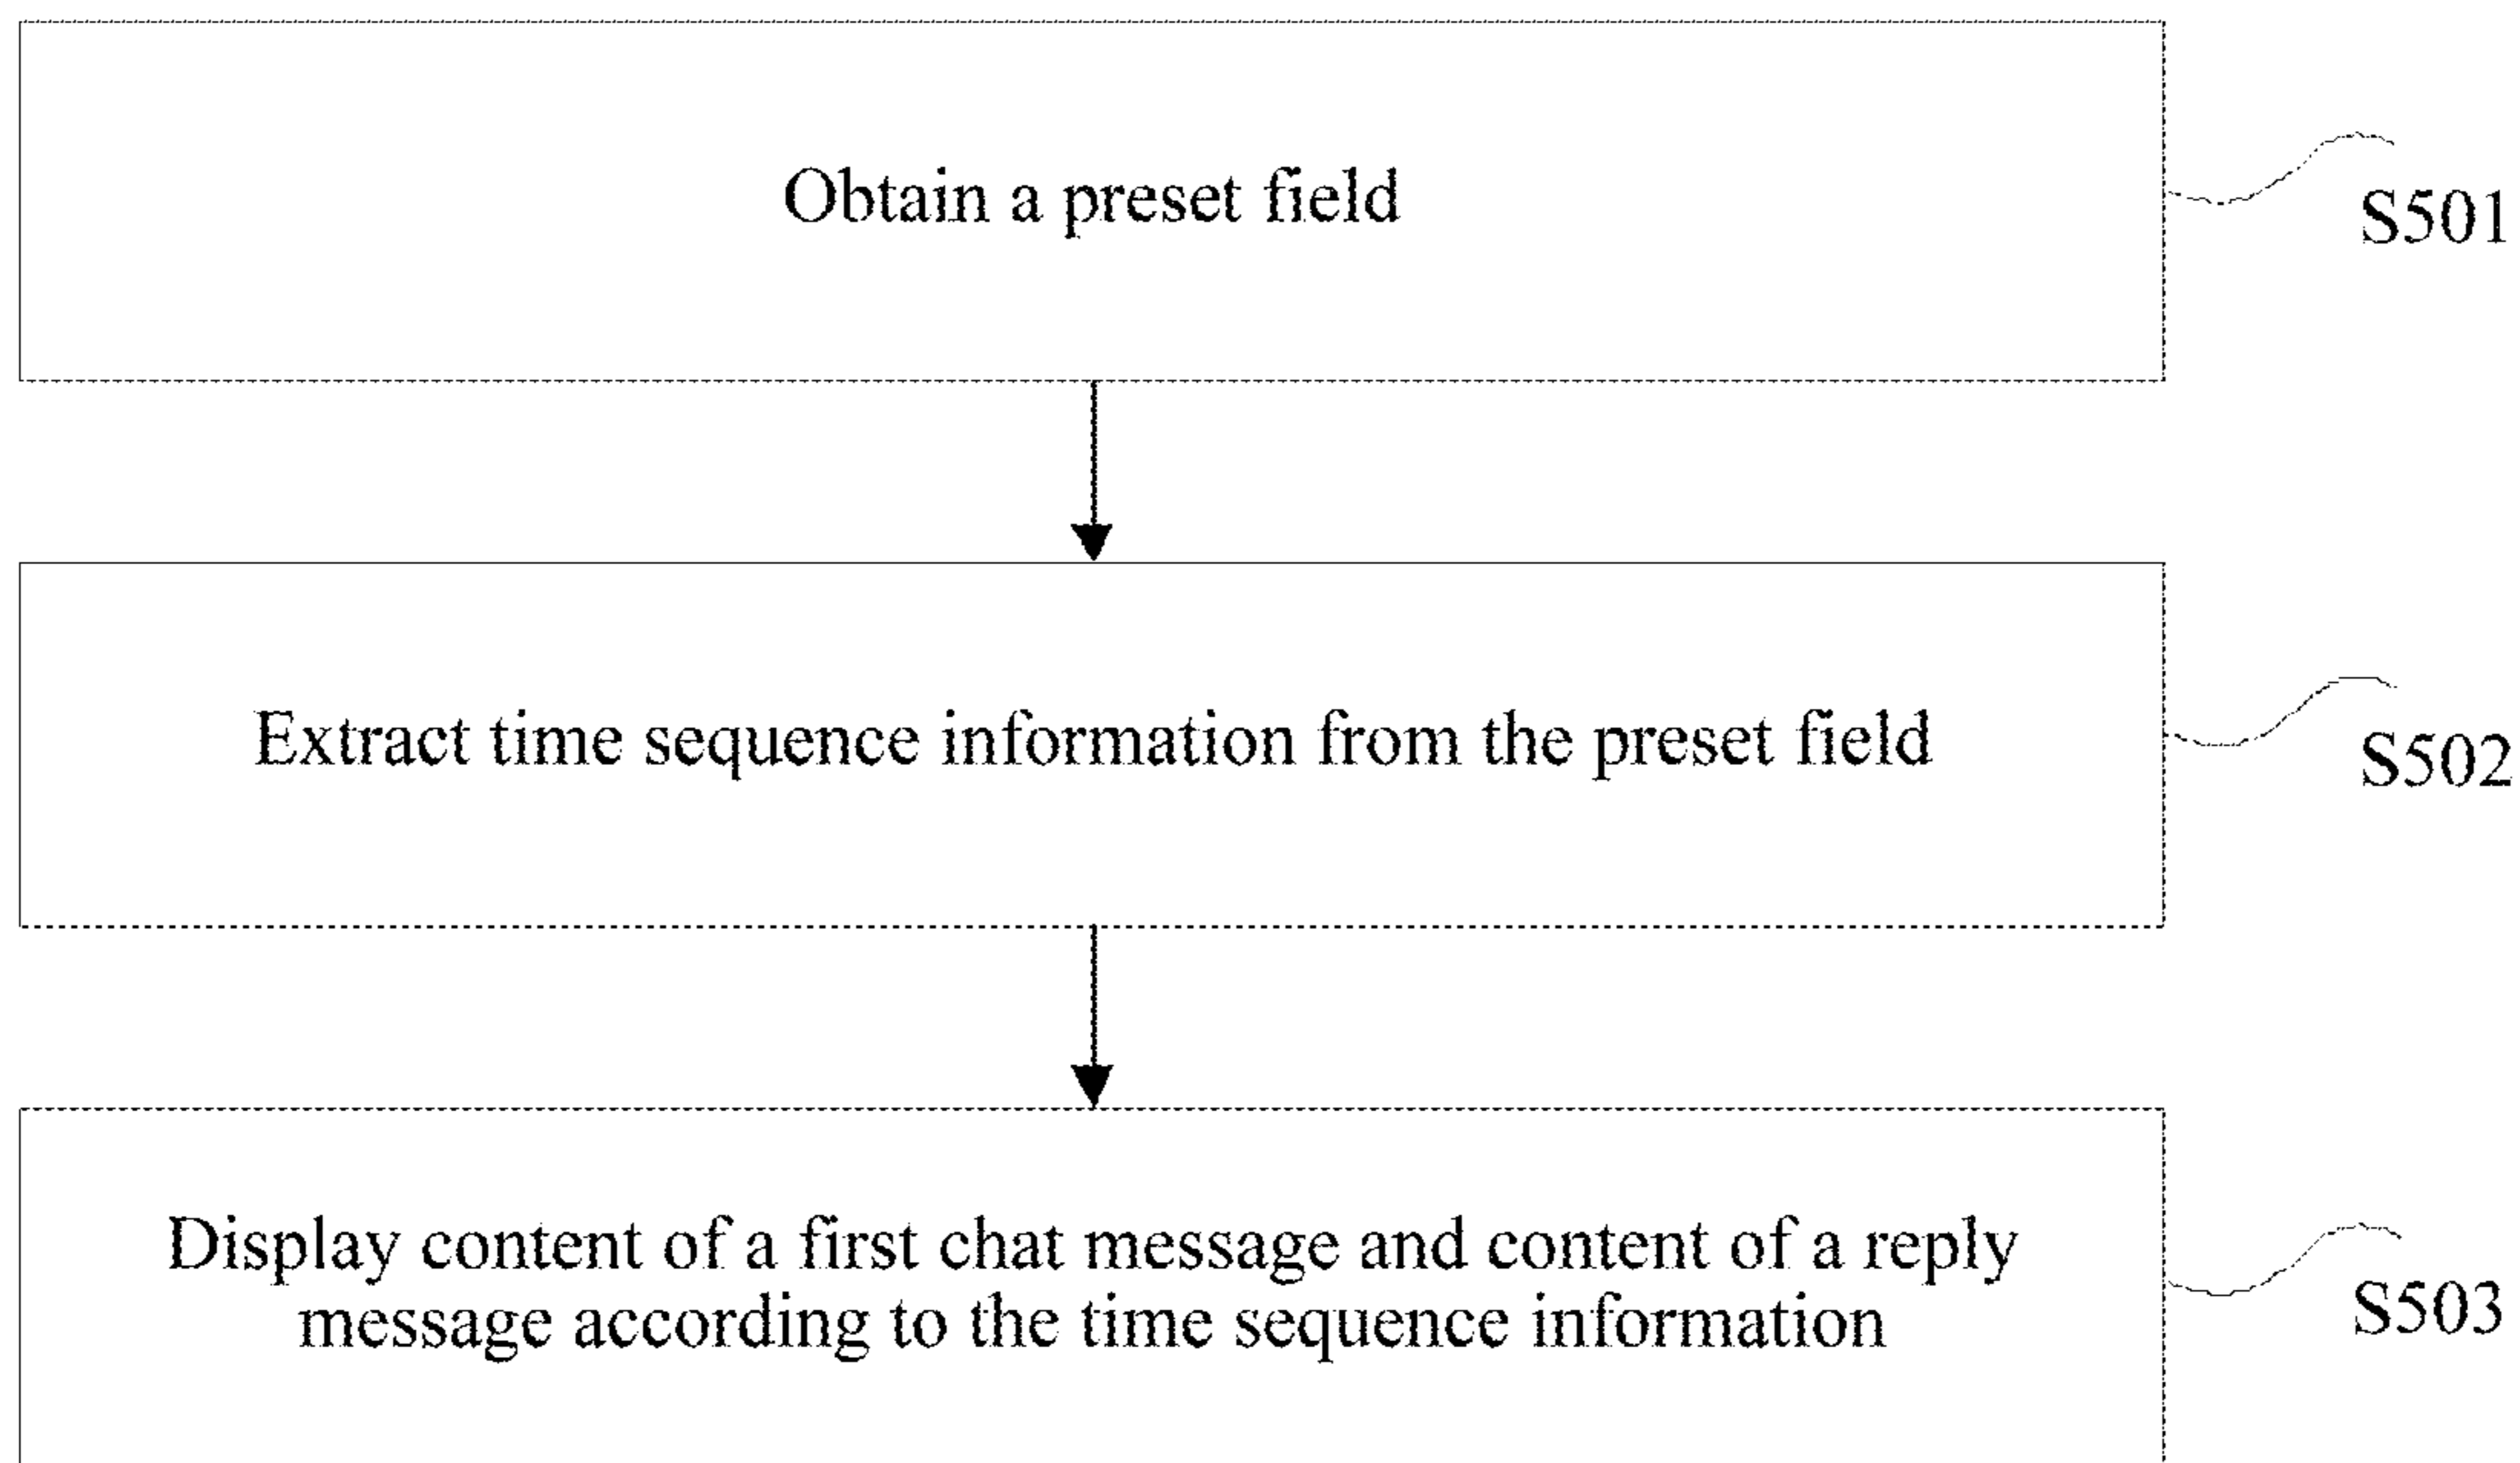 Obtain a preset field
S501
Extract time sequence information from the preset field
S502
Display content of a first chat message and content of a reply
message according to the time sequence information
S503